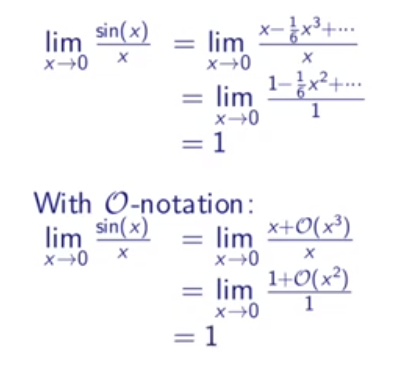 lim_{x→0} sin(x)/x = lim_{x→0} (x − 1/6 x³ + ⋯)/x
= lim_{x→0} (1 − 1/6 x² + ⋯)/1
= 1
With 𝒪-notation:
lim_{x→0} sin(x)/x = lim_{x→0} (x + 𝒪(x³))/x
= lim_{x→0} (1 + 𝒪(x²))/1
= 1